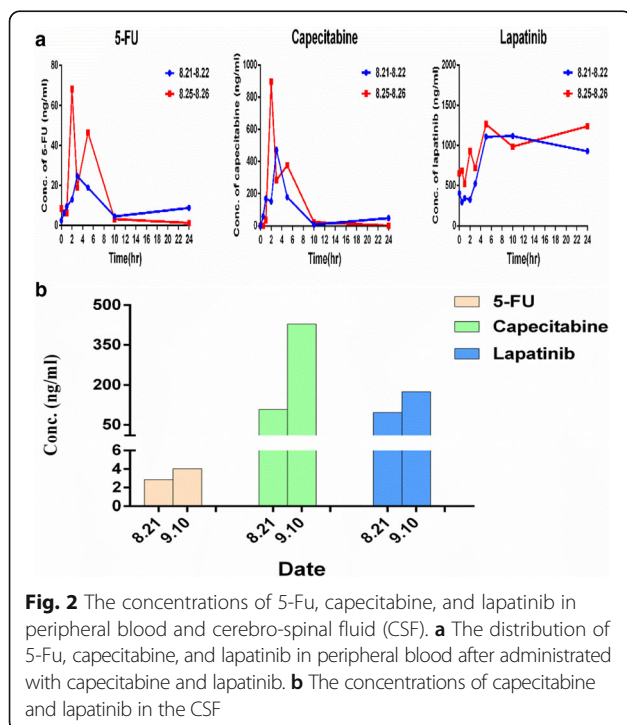 a
5-FU
Capecitabine
Lapatinib
Conc. of 5-FU (ng/ml)
80
60
40
20
0
8.21-8.22
8.25-8.26
0 2 4 6 8 10 12 14 16 18 20 22 24
Time(hr)
Conc. of capecitabine (ng/ml)
1000
750
500
250
0
8.21-8.22
8.25-8.26
0 2 4 6 8 10 12 14 16 18 20 22 24
Time(hr)
Conc. of lapatinib (ng/ml)
2000
1500
1000
500
0
8.21-8.22
8.25-8.26
0 2 4 6 8 10 12 14 16 18 20 22 24
Time(hr)
b
Conc. (ng/ml)
500
350
200
50
6
4
2
0
5-FU
Capecitabine
Lapatinib
8.21
9.10
8.21
9.10
8.21
9.10
Date
Fig. 2 The concentrations of 5-Fu, capecitabine, and lapatinib in
peripheral blood and cerebro-spinal fluid (CSF). a The distribution of
5-Fu, capecitabine, and lapatinib in peripheral blood after administrated
with capecitabine and lapatinib. b The concentrations of capecitabine
and lapatinib in the CSF